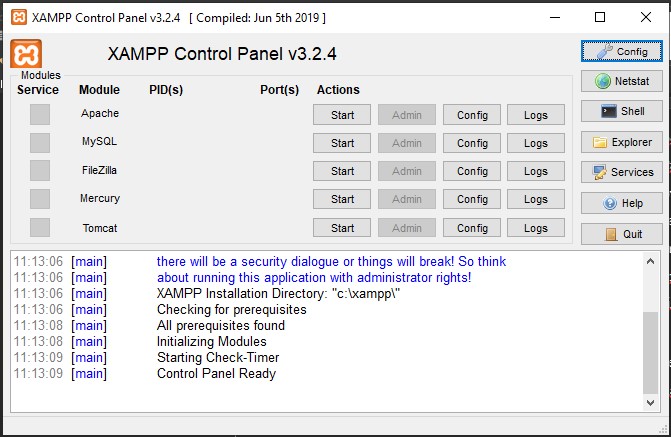 XAMPP Control Panel v3.2.4 [ Compiled: Jun 5th 2019 ]
XAMPP Control Panel v3.2.4
Config
Modules
Service Module PID(s) Port(s) Actions
Netstat
Apache Start Admin Config Logs
Shell
MySQL Start Admin Config Logs
Explorer
FileZilla Start Admin Config Logs
Services
Mercury Start Admin Config Logs
Help
Tomcat Start Admin Config Logs
Quit
11:13:06 [main] there will be a security dialogue or things will break! So think
11:13:06 [main] about running this application with administrator rights!
11:13:06 [main] XAMPP Installation Directory: "c:\xampp\"
11:13:06 [main] Checking for prerequisites
11:13:08 [main] All prerequisites found
11:13:08 [main] Initializing Modules
11:13:09 [main] Starting Check-Timer
11:13:09 [main] Control Panel Ready